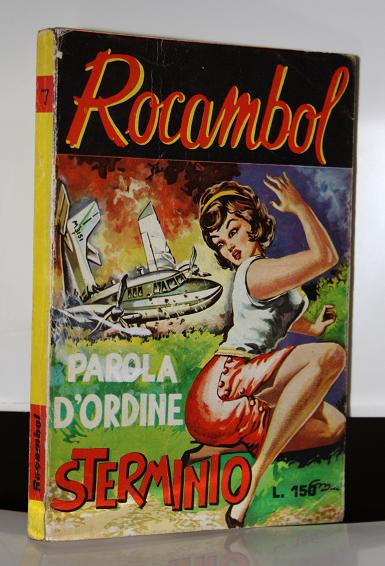 7
Rocambol
Rocambol
PAROLA
D'ORDINE
STERMINIO
L. 150